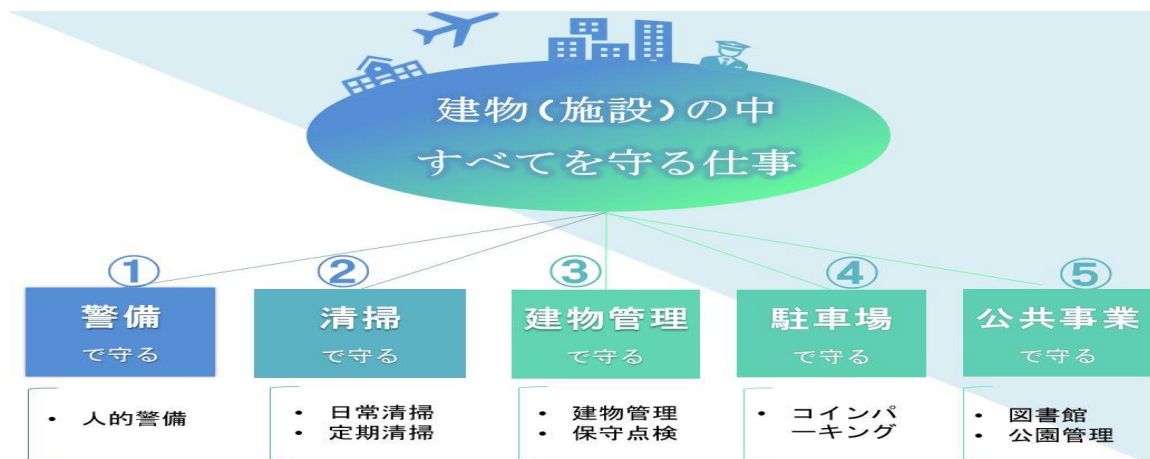 建物(施設)の中
すべてを守る仕事
①
警備
で守る
• 人的警備
②
清掃
で守る
• 日常清掃
• 定期清掃
③
建物管理
で守る
• 建物管理
• 保守点検
④
駐車場
で守る
• コインパ
ーキング
⑤
公共事業
で守る
• 図書館
• 公園管理